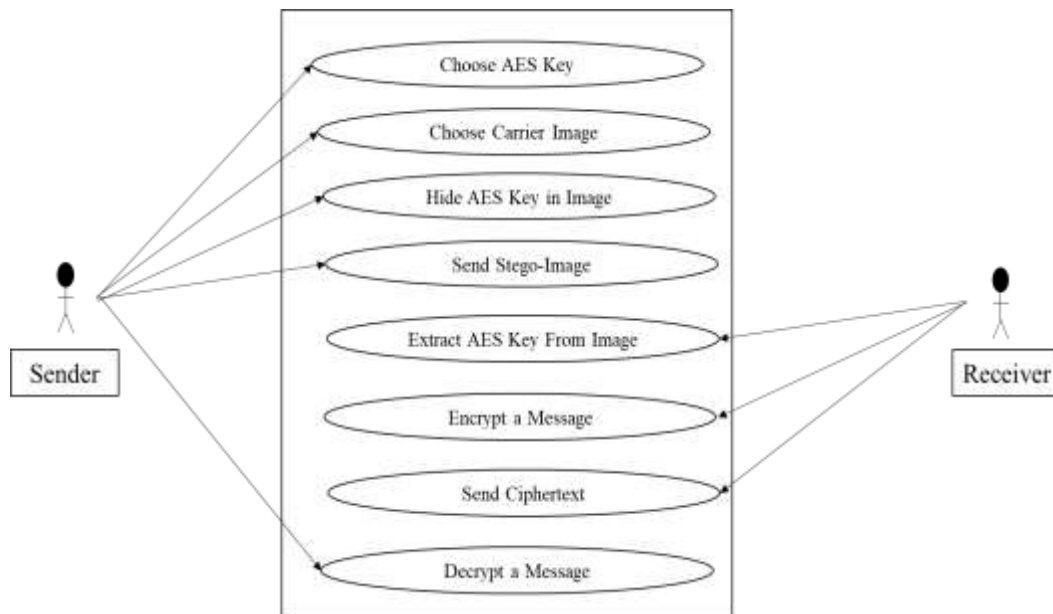 Choose AES Key
Choose Carrier Image
Hide AES Key in Image
Send Stego-Image
Extract AES Key From Image
Sender
Receiver
Encrypt a Message
Send Ciphertext
Decrypt a Message